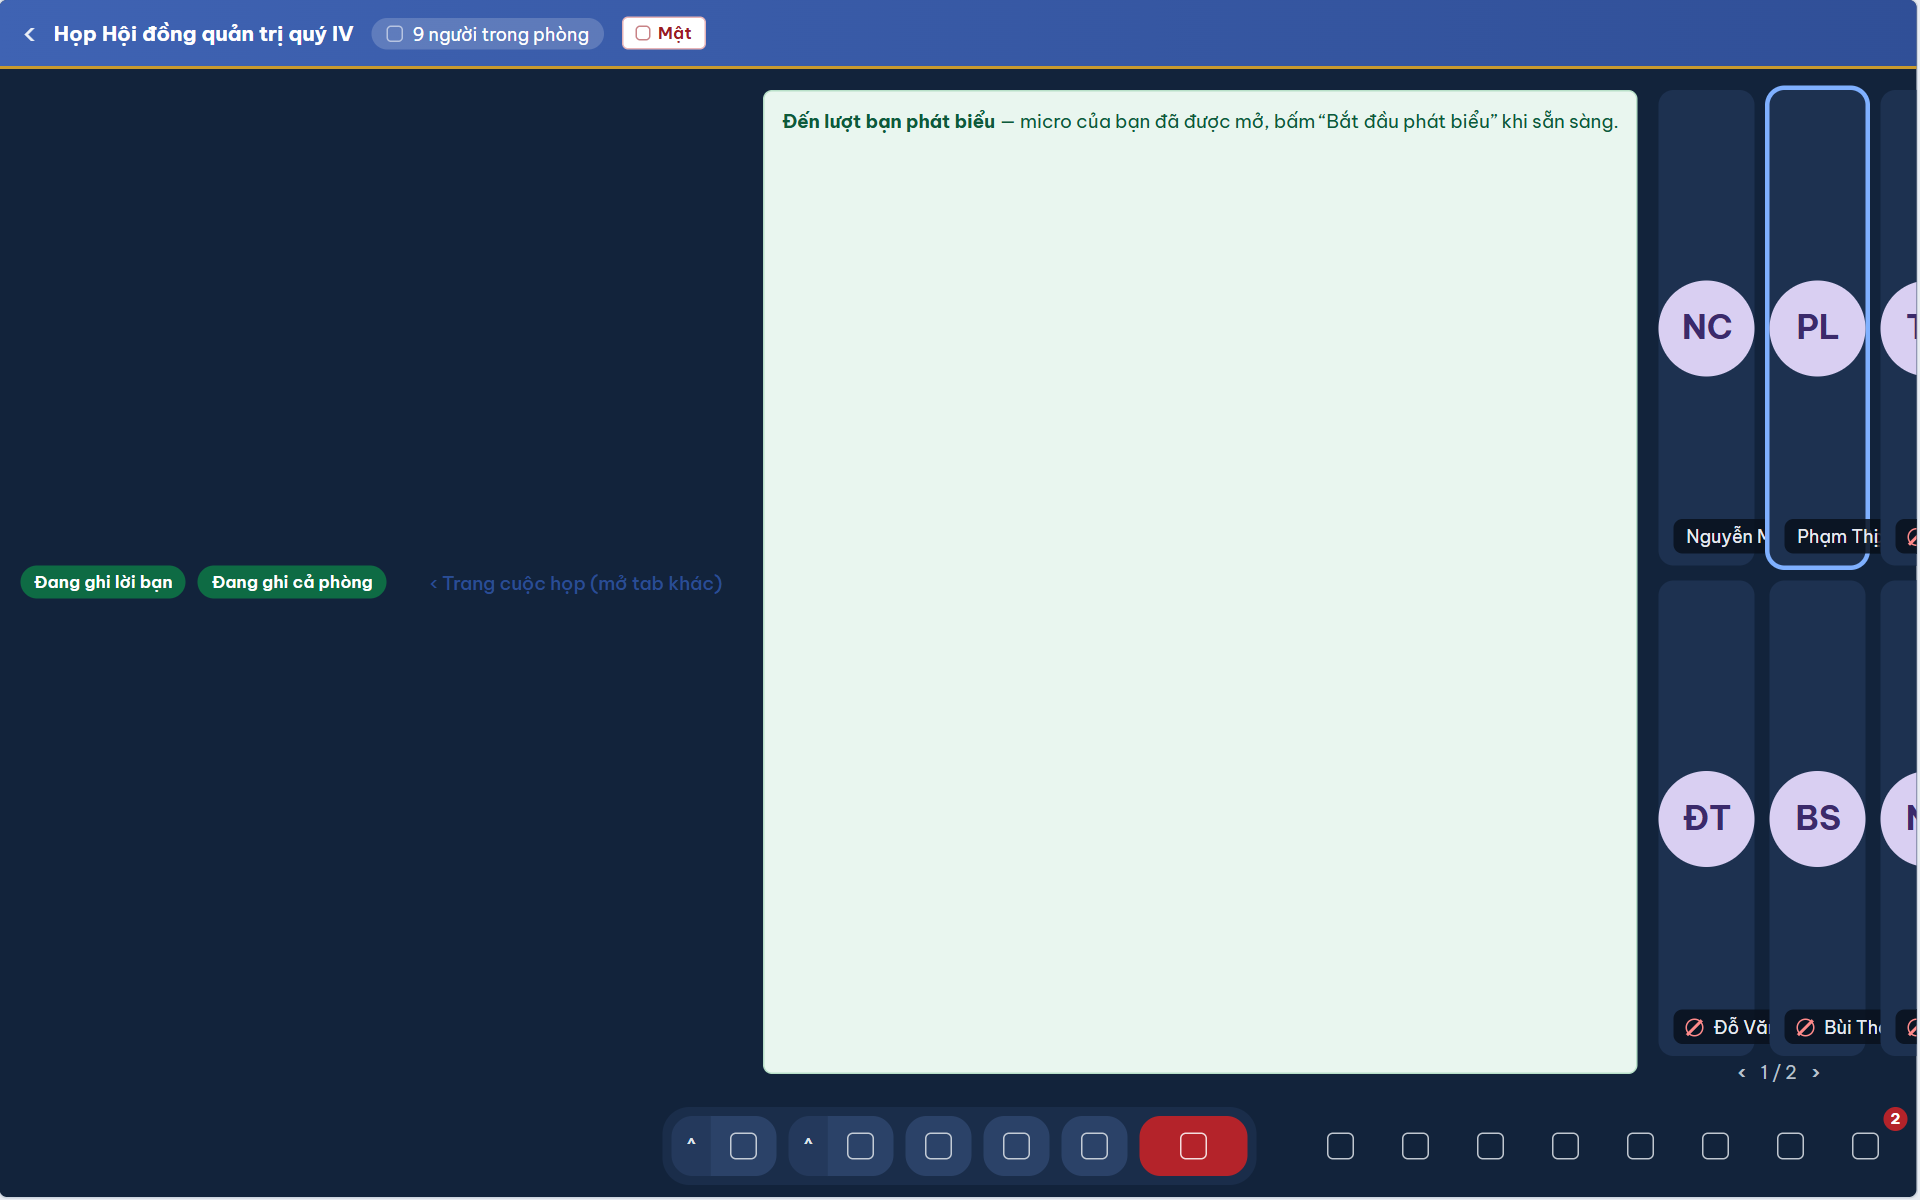 Họp Hội đồng quản trị quý IV
9 người trong phòng
Mật
Đến lượt bạn phát biểu — micro của bạn đã được mở, bấm “Bắt đầu phát biểu” khi sẵn sàng.
Đang ghi lời bạn
Đang ghi cả phòng
‹ Trang cuộc họp (mở tab khác)
NC
PL
Nguyễn
Phạm Thị
ĐT
BS
Đỗ
Bùi
‹ 1 / 2 ›
2